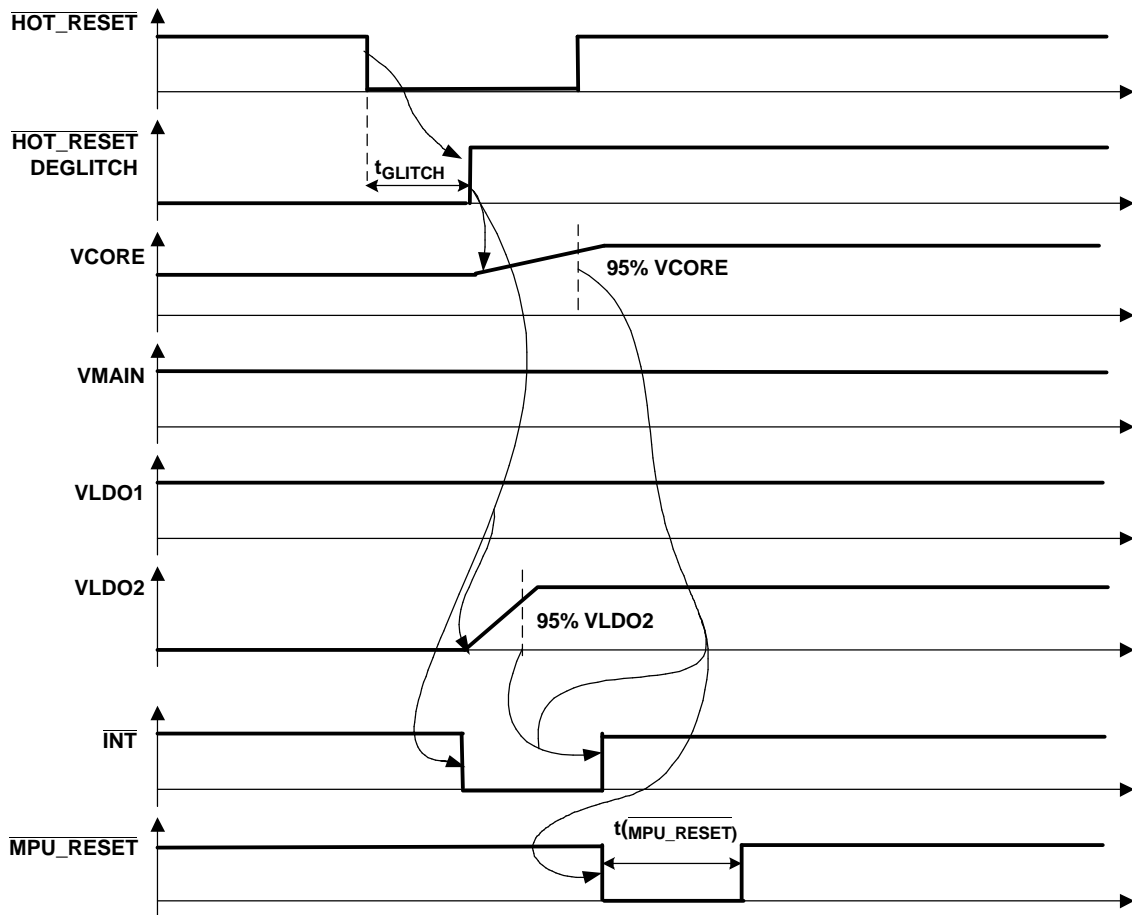 HOT_RESET
HOT_RESET
DEGLITCH
tGLITCH
VCORE
95% VCORE
VMAIN
VLDO1
VLDO2
95% VLDO2
INT
t(MPU_RESET)
MPU_RESET